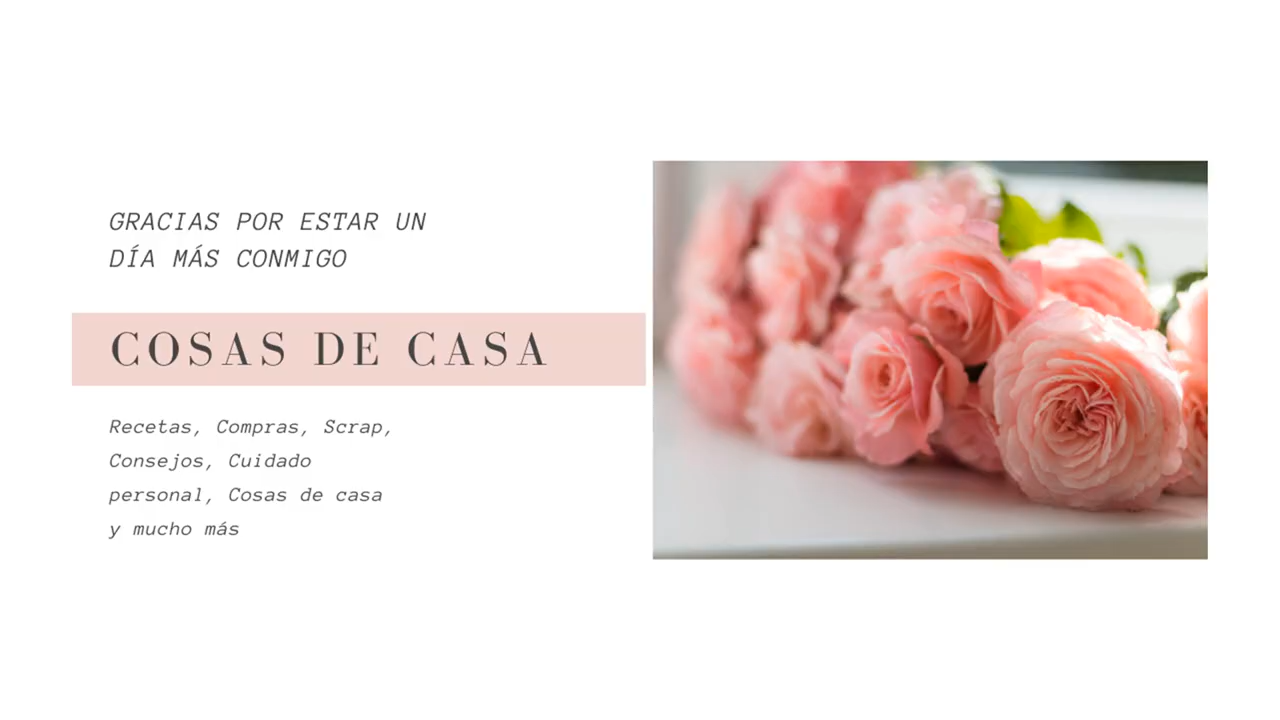 GRACIAS POR ESTAR UN
DÍA MÁS CONMIGO
COSAS DE CASA
Recetas, Compras, Scrap,
Consejos, Cuidado
personal, Cosas de casa
y mucho más